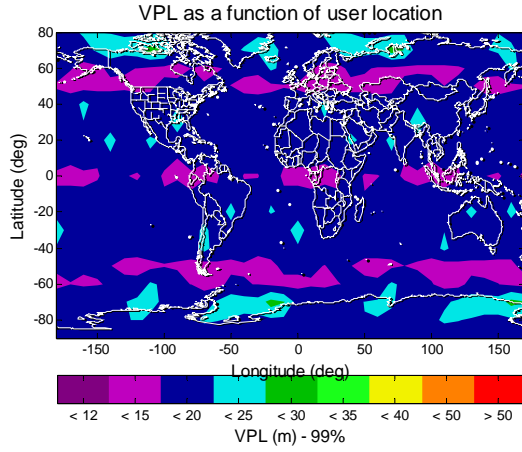 VPL as a function of user location
80
60
40
20
0
-20
-40
-60
-80
Latitude (deg)
-150 -100 -50 0 50 100 150
Longitude (deg)
< 12 < 15 < 20 < 25 < 30 < 35 < 40 < 50 > 50
VPL (m) - 99%